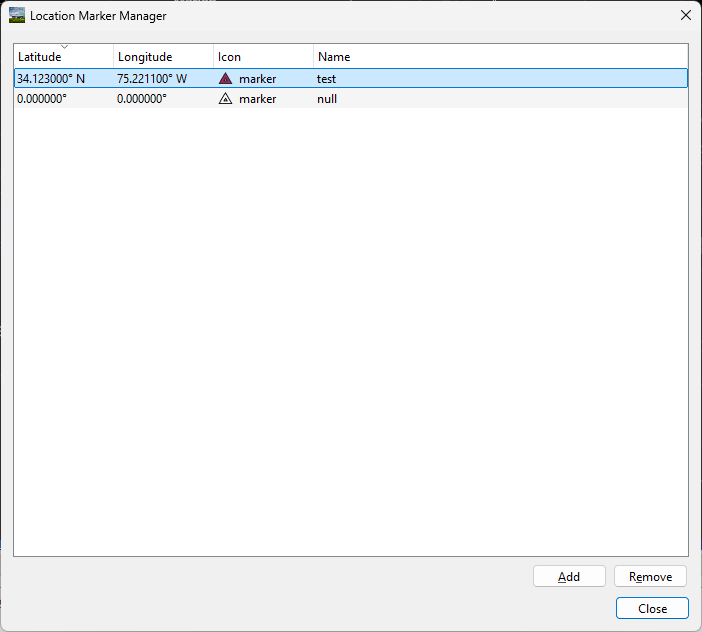 Location Marker Manager
Latitude Longitude Icon Name
34.123000° N 75.221100° W marker test
0.000000° 0.000000° marker null
Add Remove
Close